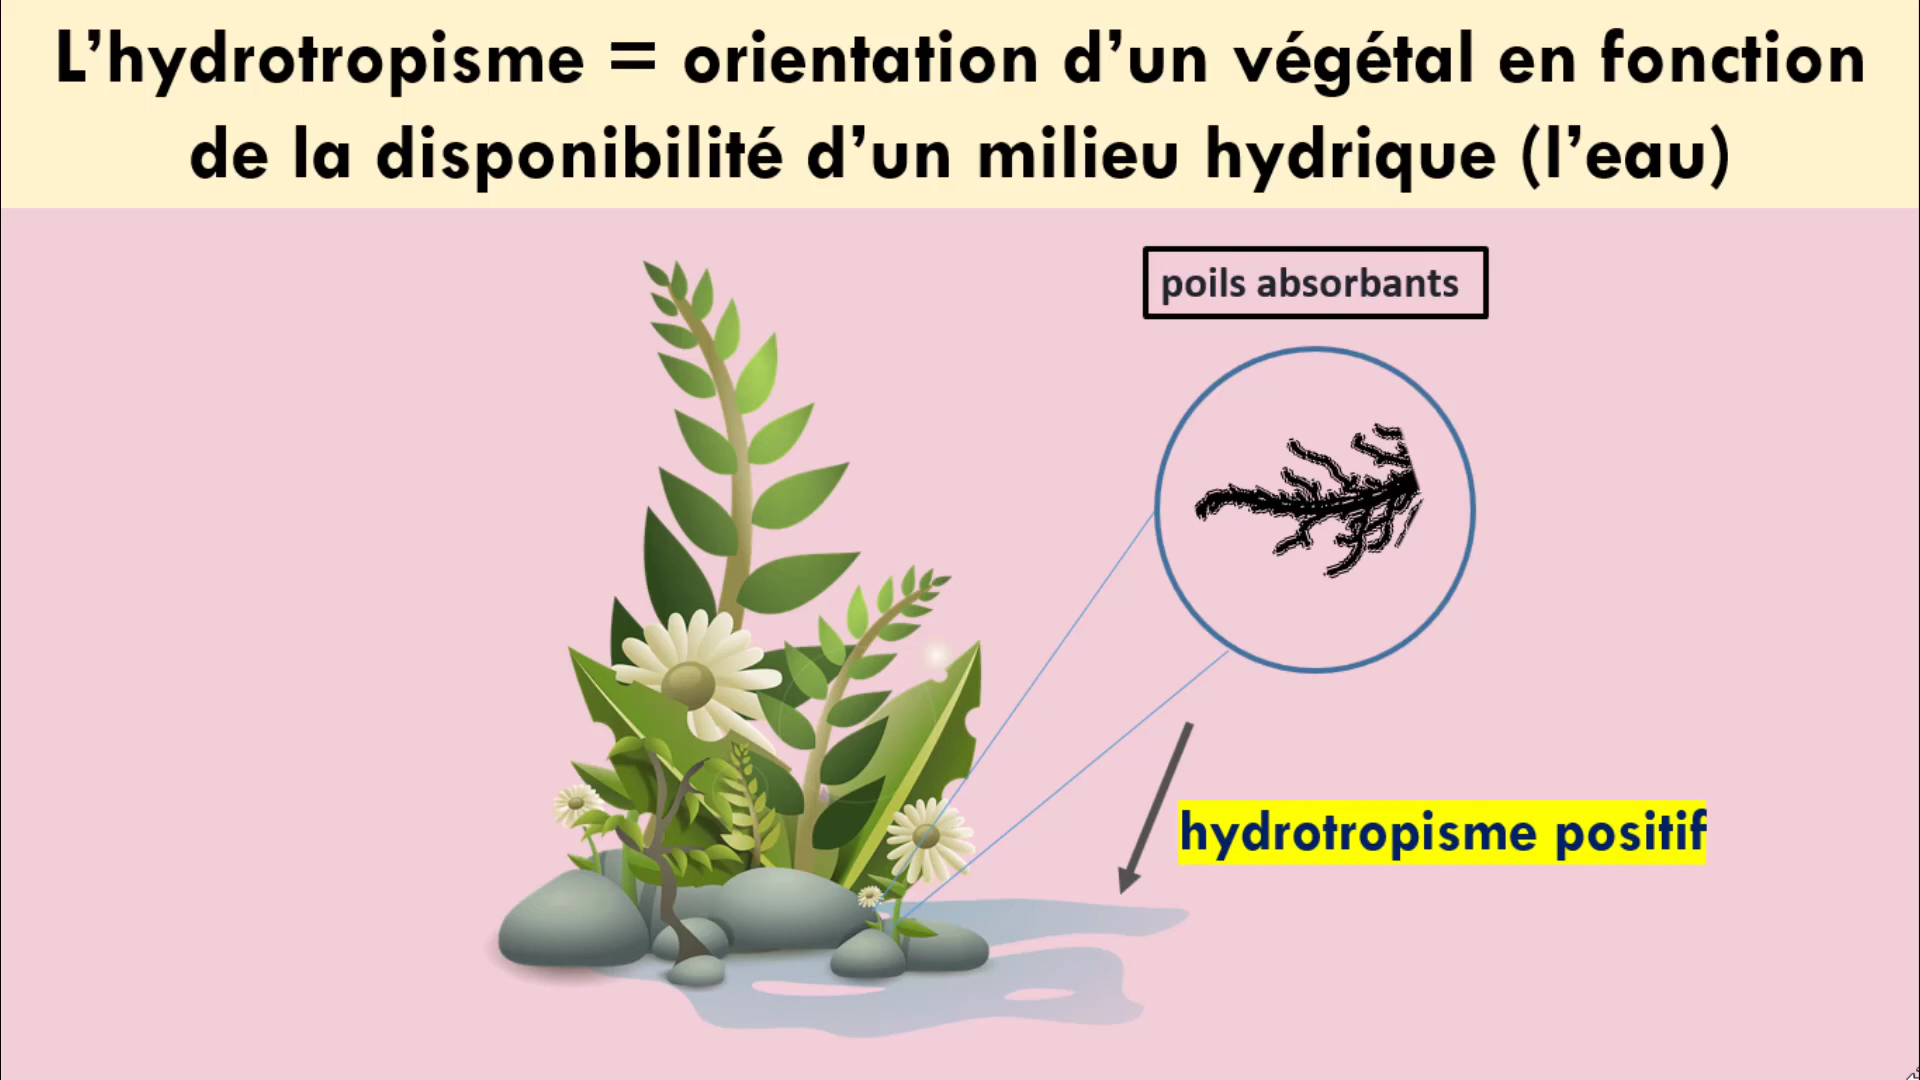 L’hydrotropisme = orientation d’un végétal en fonction
de la disponibilité d’un milieu hydrique (l’eau)
poils absorbants
hydrotropisme positif